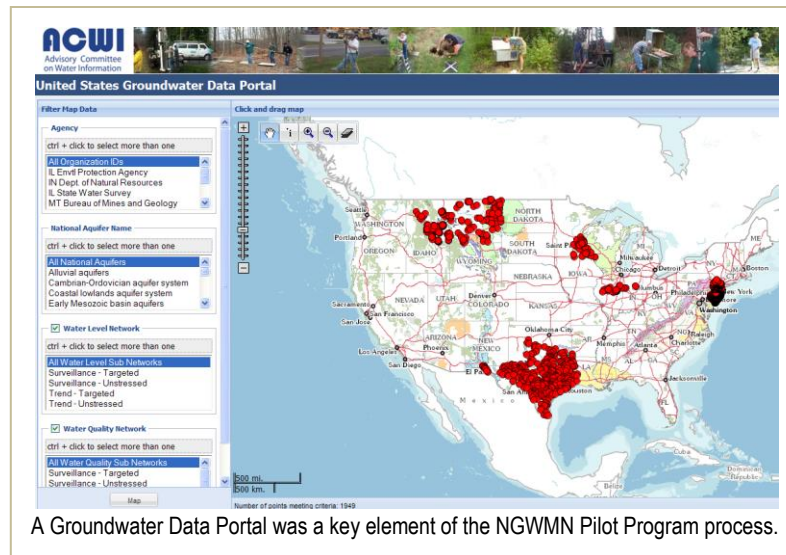 ACWI
Advisory Committee
on Water Information
United States Groundwater Data Portal
Filter Map Data
Click and drag map
Agency
ctrl + click to select more than one
All Organization IDs
IL Envtl Protection Agency
IN Dept. of Natural Resources
IL State Water Survey
MT Bureau of Mines and Geology
National Aquifer Name
ctrl + click to select more than one
All National Aquifers
Alluvial aquifers
Cambrian-Ordovician aquifer system
Coastal lowlands aquifer system
Early Mesozoic basin aquifers
Water Level Network
ctrl + click to select more than one
All Water Level Sub Networks
Surveillance - Targeted
Surveillance - Unstressed
Trend - Targeted
Trend - Unstressed
Water Quality Network
ctrl + click to select more than one
All Water Quality Sub Networks
Surveillance - Targeted
Surveillance - Unstressed
Map
Seattle
WASHINGTON
Portland
OREGON
IDAHO
WYOMING
NORTH
DAKOTA
SOUTH
DAKOTA
Saint
NEBRASKA
IOWA
Milwaukee
Chicago
Detroit
Boston
ME
NEVADA
UTAH
Denver
COLORADO
KANSAS
Sacramento
San Francisco
San Jose
Los Angeles
San Diego
ARIZONA
Phoenix
NEW
MEXICO
El
Oklahoma City
Memphis
Atlanta
Charlotte
Raleigh
Washington
Philadelphia
York
Jacksonville
FL
Mexico
Cuba
Belize
Dominican
500 mi.
500 km.
Number of points meeting criteria: 1949
A Groundwater Data Portal was a key element of the NGWMN Pilot Program process.